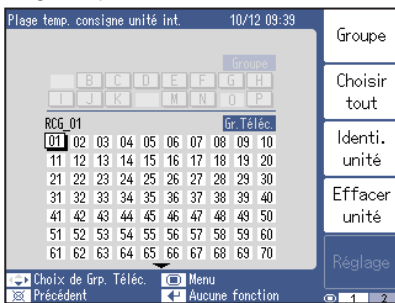 Plage temp. consigne unité int. 10/12 09:39
Groupe
B C D E F G H
I J K M N O P
RCG_01 Gr.Téléc.
01 02 03 04 05 06 07 08 09 10
11 12 13 14 15 16 17 18 19 20
21 22 23 24 25 26 27 28 29 30
31 32 33 34 35 36 37 38 39 40
41 42 43 44 45 46 47 48 49 50
51 52 53 54 55 56 57 58 59 60
61 62 63 64 65 66 67 68 69 70
Choix de Grp. Téléc. Menu
Précédent Aucune fonction
Groupe
Choisir
tout
Identi.
unité
Effacer
unité
Réglage
1 2